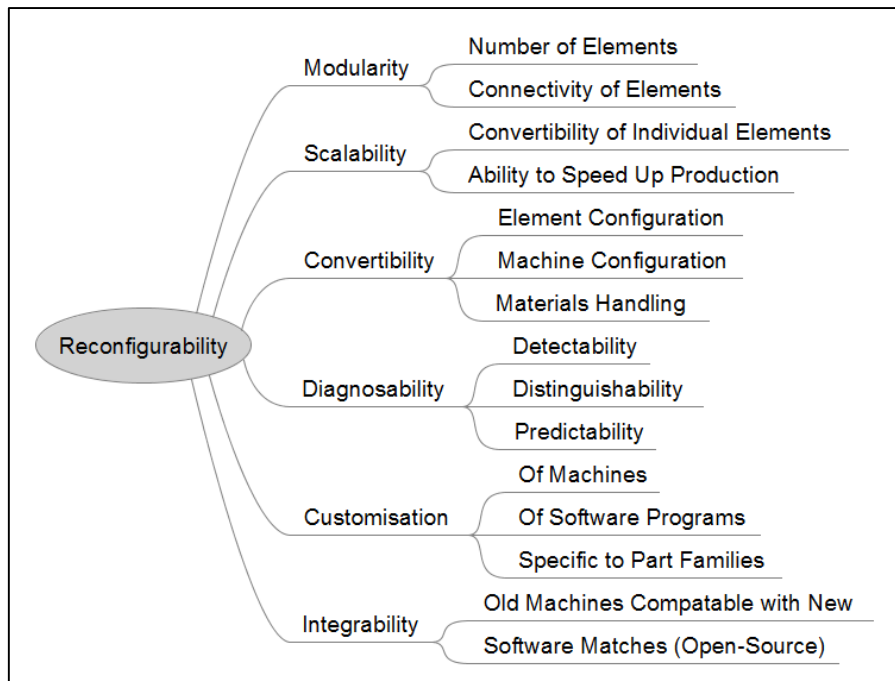 Reconfigurability
Modularity
Number of Elements
Connectivity of Elements
Scalability
Convertibility of Individual Elements
Ability to Speed Up Production
Convertibility
Element Configuration
Machine Configuration
Materials Handling
Diagnosability
Detectability
Distinguishability
Predictability
Customisation
Of Machines
Of Software Programs
Specific to Part Families
Integrability
Old Machines Compatable with New
Software Matches (Open-Source)